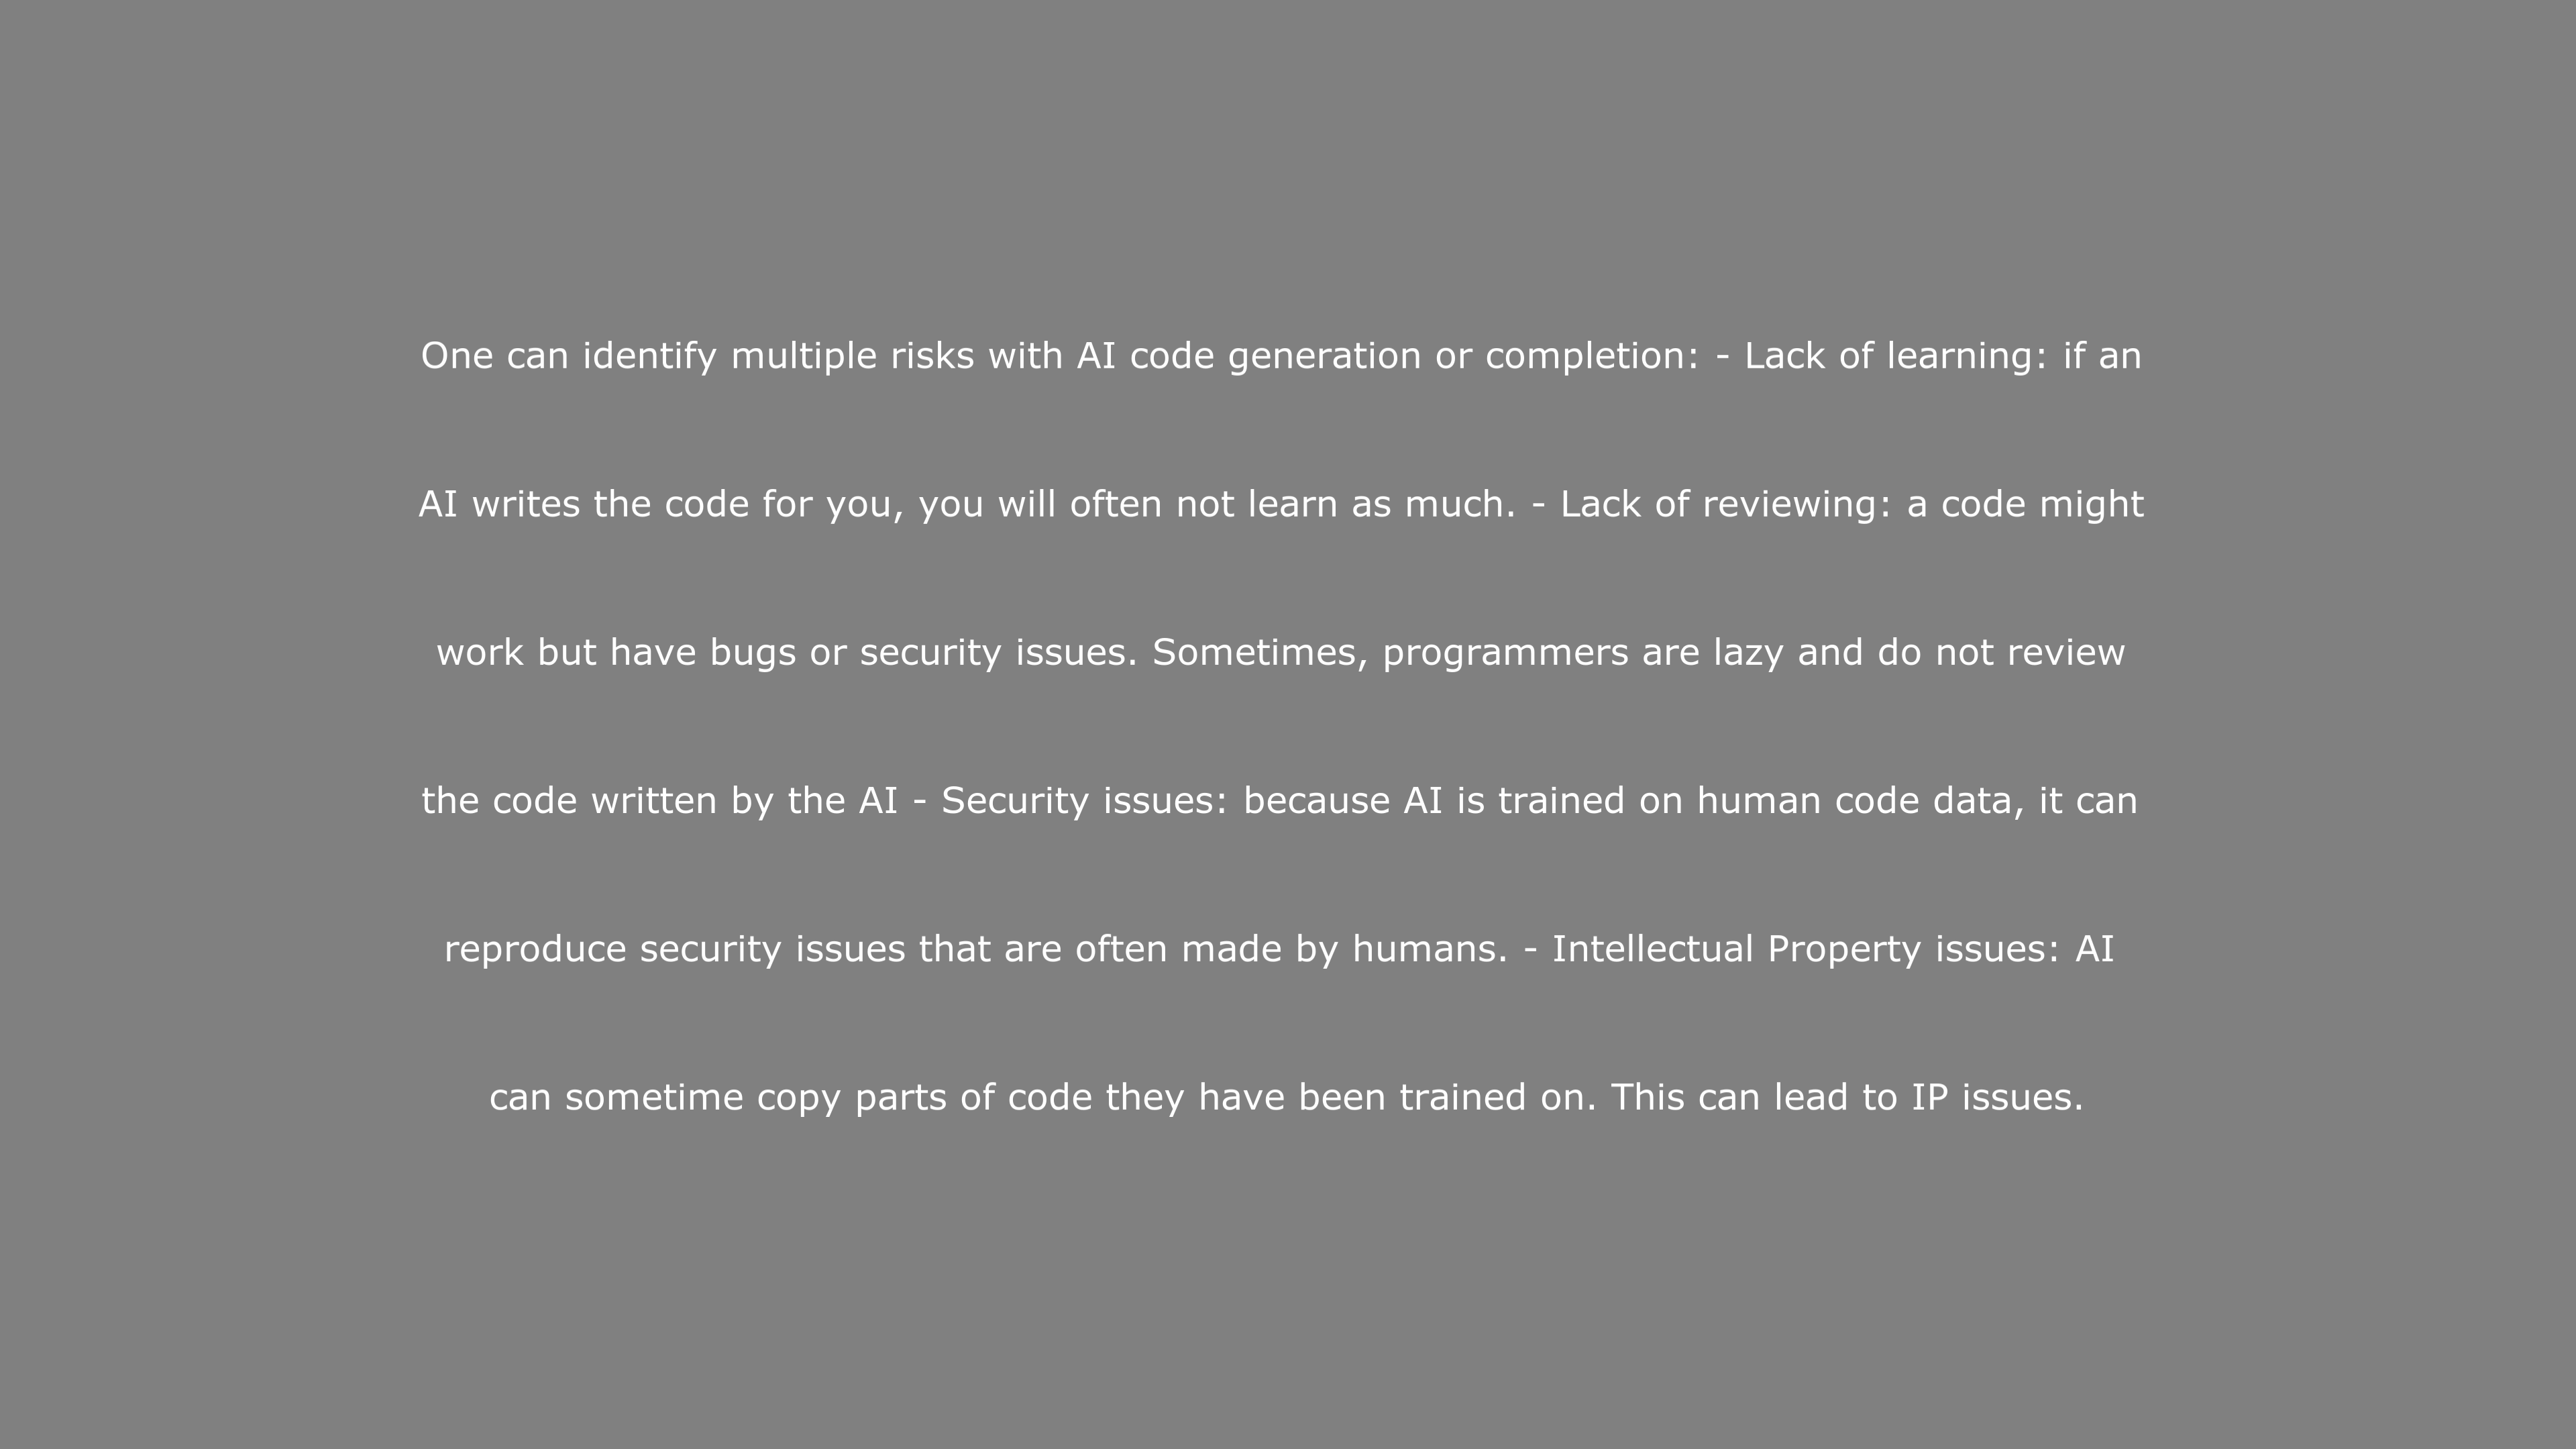 One can identify multiple risks with AI code generation or completion: - Lack of learning: if an
AI writes the code for you, you will often not learn as much. - Lack of reviewing: a code might
work but have bugs or security issues. Sometimes, programmers are lazy and do not review
the code written by the AI - Security issues: because AI is trained on human code data, it can
reproduce security issues that are often made by humans. - Intellectual Property issues: AI
can sometime copy parts of code they have been trained on. This can lead to IP issues.